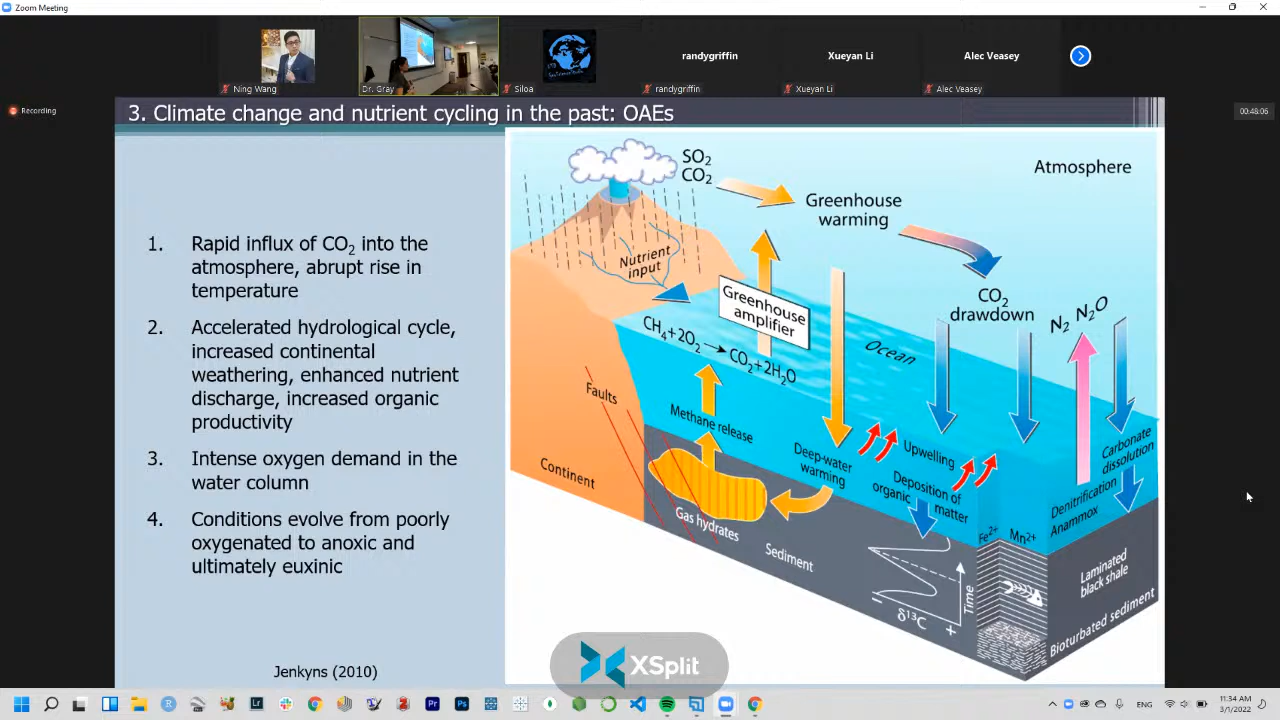 Zoom Meeting
randygriffin
Xueyan Li
Alec Veasey
Ning Wang
Dr. Gray
Siloa
randygriffin
Xueyan Li
Alec Veasey
Recording
00:48:06
3. Climate change and nutrient cycling in the past: OAEs
1. Rapid influx of CO₂ into the
atmosphere, abrupt rise in
temperature
2. Accelerated hydrological cycle,
increased continental
weathering, enhanced nutrient
discharge, increased organic
productivity
3. Intense oxygen demand in the
water column
4. Conditions evolve from poorly
oxygenated to anoxic and
ultimately euxinic
Jenkyns (2010)
SO₂
CO₂
Atmosphere
Greenhouse
warming
Nutrient
input
Greenhouse
amplifier
CO₂
drawdown
N₂ N₂O
CH₄+2O₂ → CO₂+2H₂O
Ocean
Faults
Methane release
Deep-water
warming
Upwelling
Carbonate
dissolution
Deposition of
organic matter
Denitrification
Anammox
Continent
Gas hydrates
Sediment
Fe²⁺
Mn²⁺
Laminated
black shale
Time
− δ¹³C +
Bioturbated sediment
XSplit
ENG
11:34 AM
3/1/2022